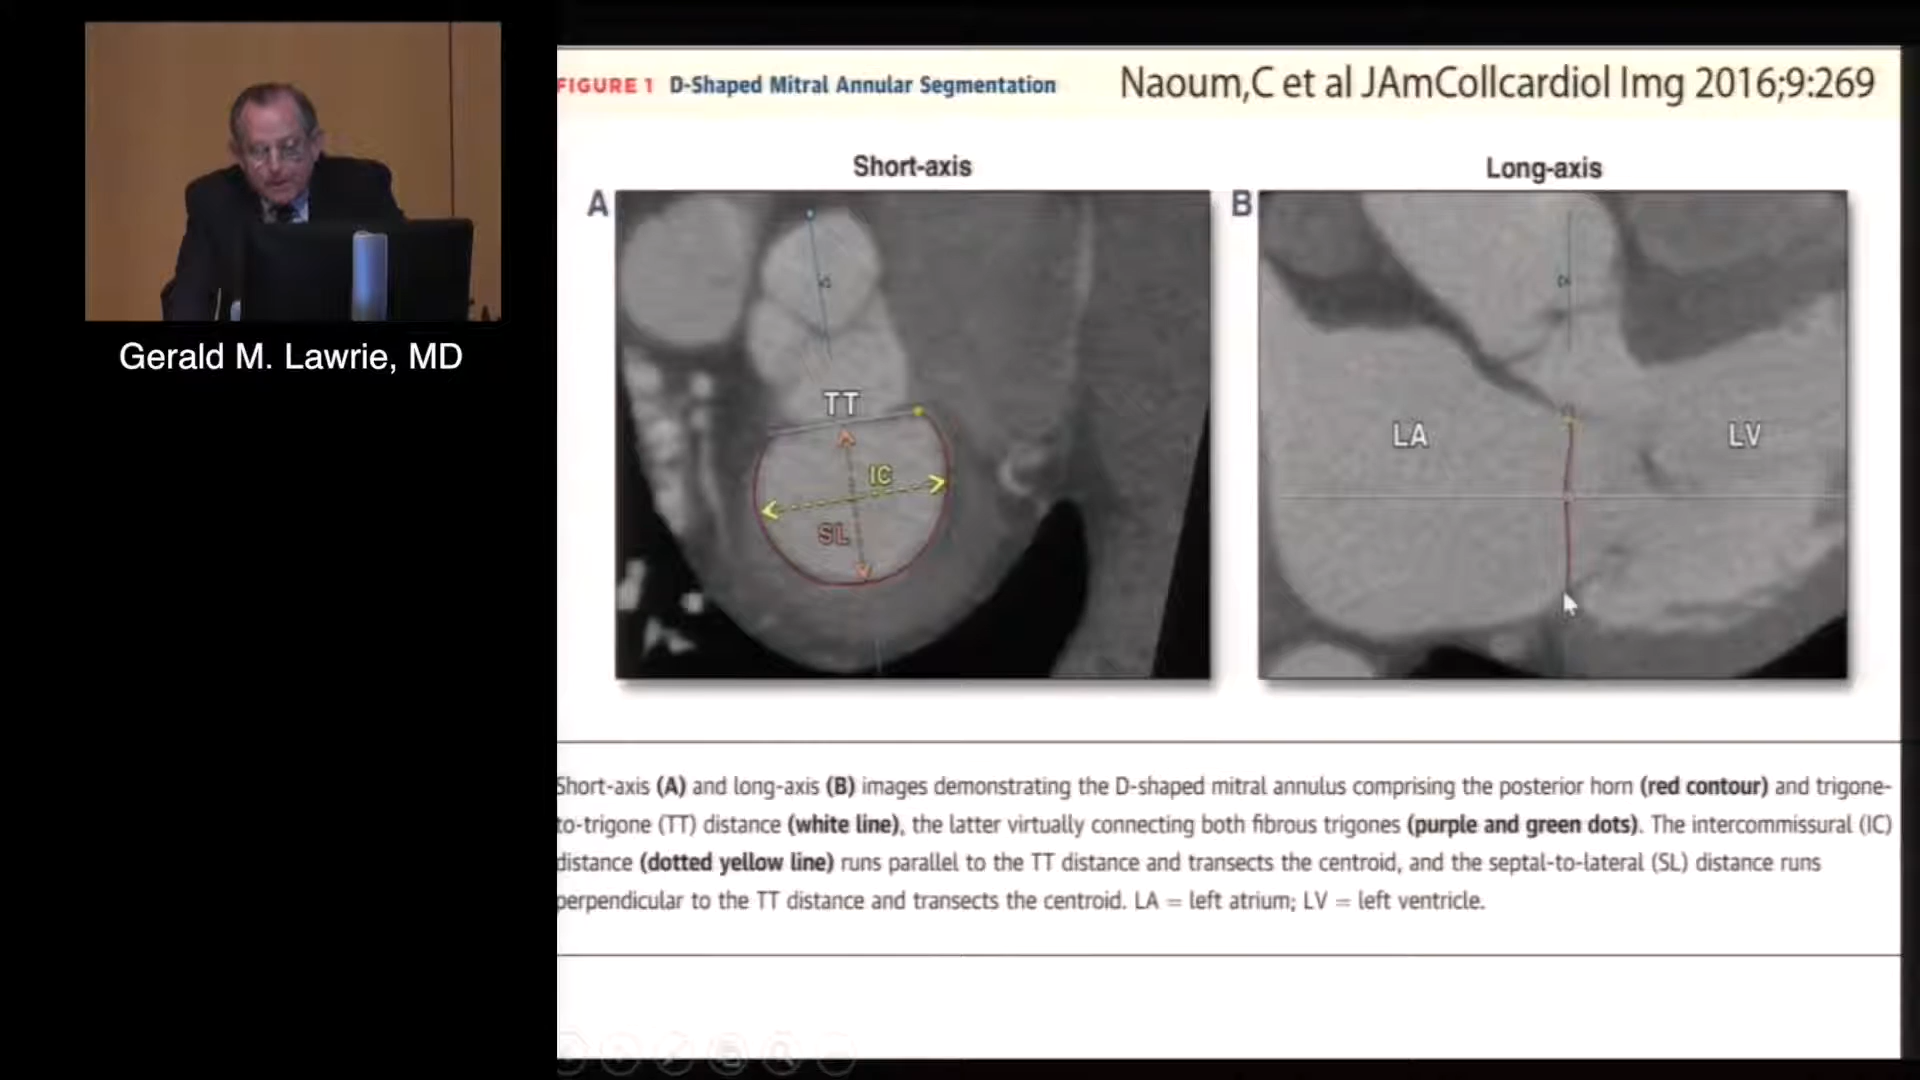 FIGURE 1 D-Shaped Mitral Annular Segmentation
Naoum,C et al JAmCollcardiol Img 2016;9:269
Gerald M. Lawrie, MD
Short-axis
A
TT
IC
SL
Long-axis
B
LA
LV
Short-axis (A) and long-axis (B) images demonstrating the D-shaped mitral annulus comprising the posterior horn (red contour) and trigone-
to-trigone (TT) distance (white line), the latter virtually connecting both fibrous trigones (purple and green dots). The intercommissural (IC)
distance (dotted yellow line) runs parallel to the TT distance and transects the centroid, and the septal-to-lateral (SL) distance runs
perpendicular to the TT distance and transects the centroid. LA = left atrium; LV = left ventricle.